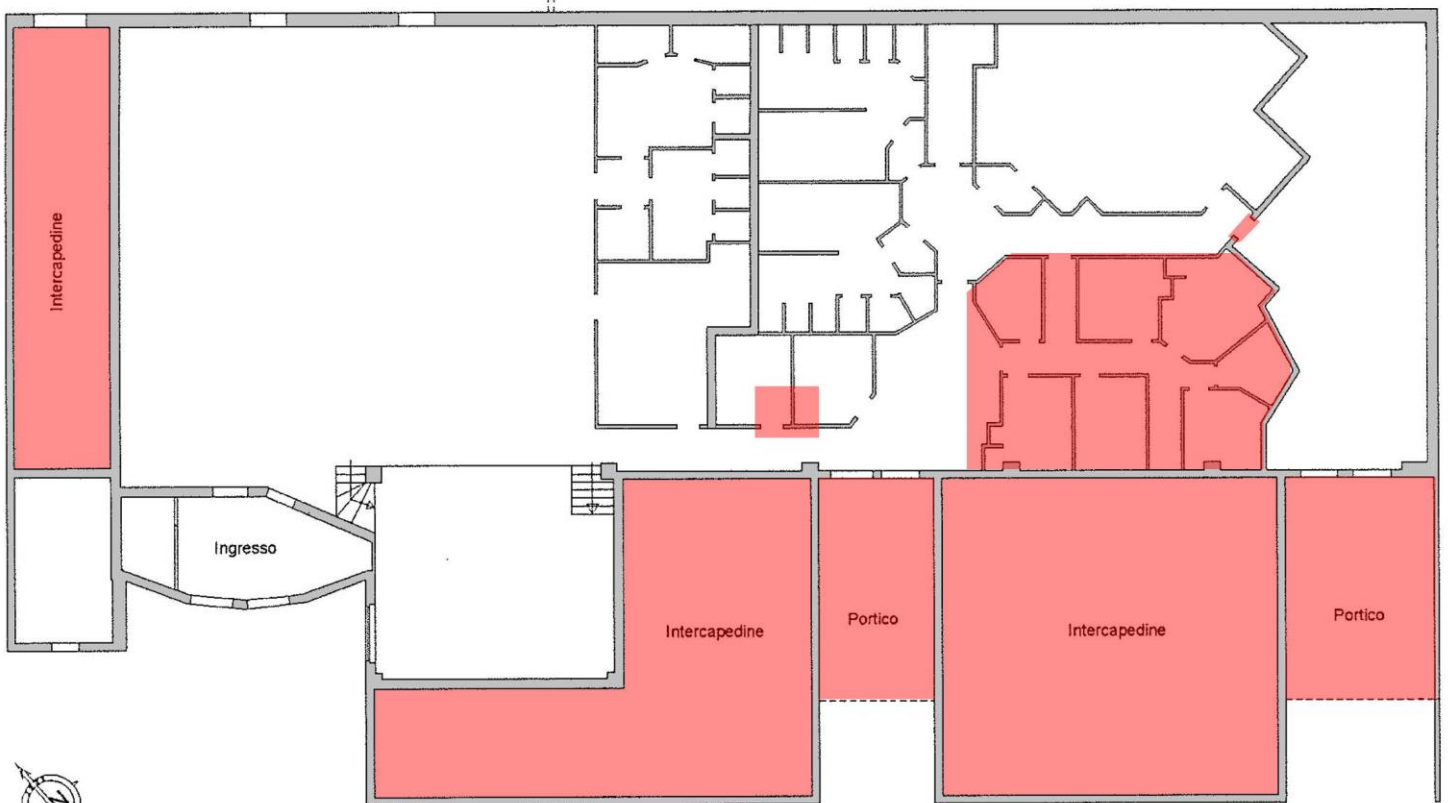 Intercapedine
Ingresso
Intercapedine
Portico
Intercapedine
Portico
N